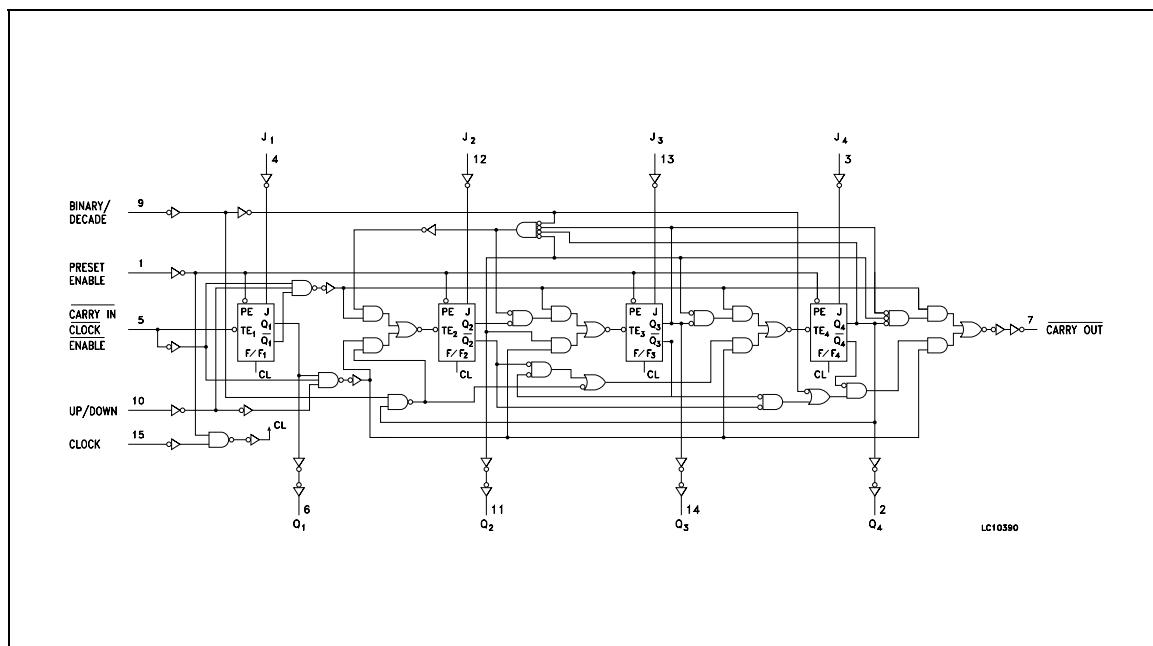 J1 J2 J3 J4
4 12 13 3
BINARY/
DECADE 9
PRESET
ENABLE 1
CARRY IN
CLOCK
ENABLE 5
PE J
Q1
TE1 Q1
F/F1
CL
PE J
Q2
TE2 Q2
F/F2
CL
PE J
Q3
TE3 Q3
F/F3
CL
PE J
Q4
TE4 Q4
F/F4
CL
7 CARRY OUT
UP/DOWN 10
CLOCK 15
CL
6 11 14 2
Q1 Q2 Q3 Q4
LC10390